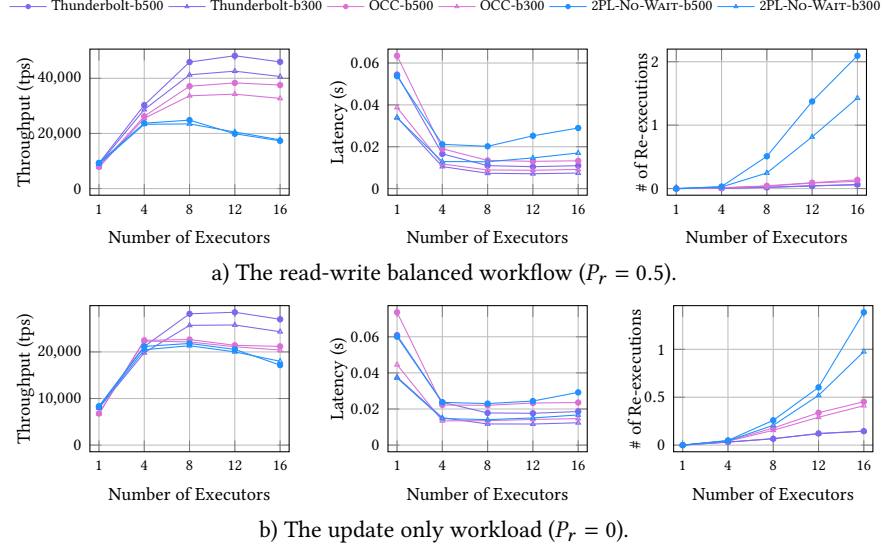 Thunderbolt-b500 Thunderbolt-b300 OCC-b500 OCC-b300 2PL-No-Wait-b500 2PL-No-Wait-b300
Throughput (tps)
40,000
20,000
0
1 4 8 12 16
Number of Executors
Latency (s)
0.06
0.04
0.02
0
1 4 8 12 16
Number of Executors
# of Re-executions
2
1
0
1 4 8 12 16
Number of Executors
a) The read-write balanced workflow (Pr = 0.5).
Throughput (tps)
20,000
10,000
0
1 4 8 12 16
Number of Executors
Latency (s)
0.06
0.04
0.02
0
1 4 8 12 16
Number of Executors
# of Re-executions
1
0.5
0
1 4 8 12 16
Number of Executors
b) The update only workload (Pr = 0).